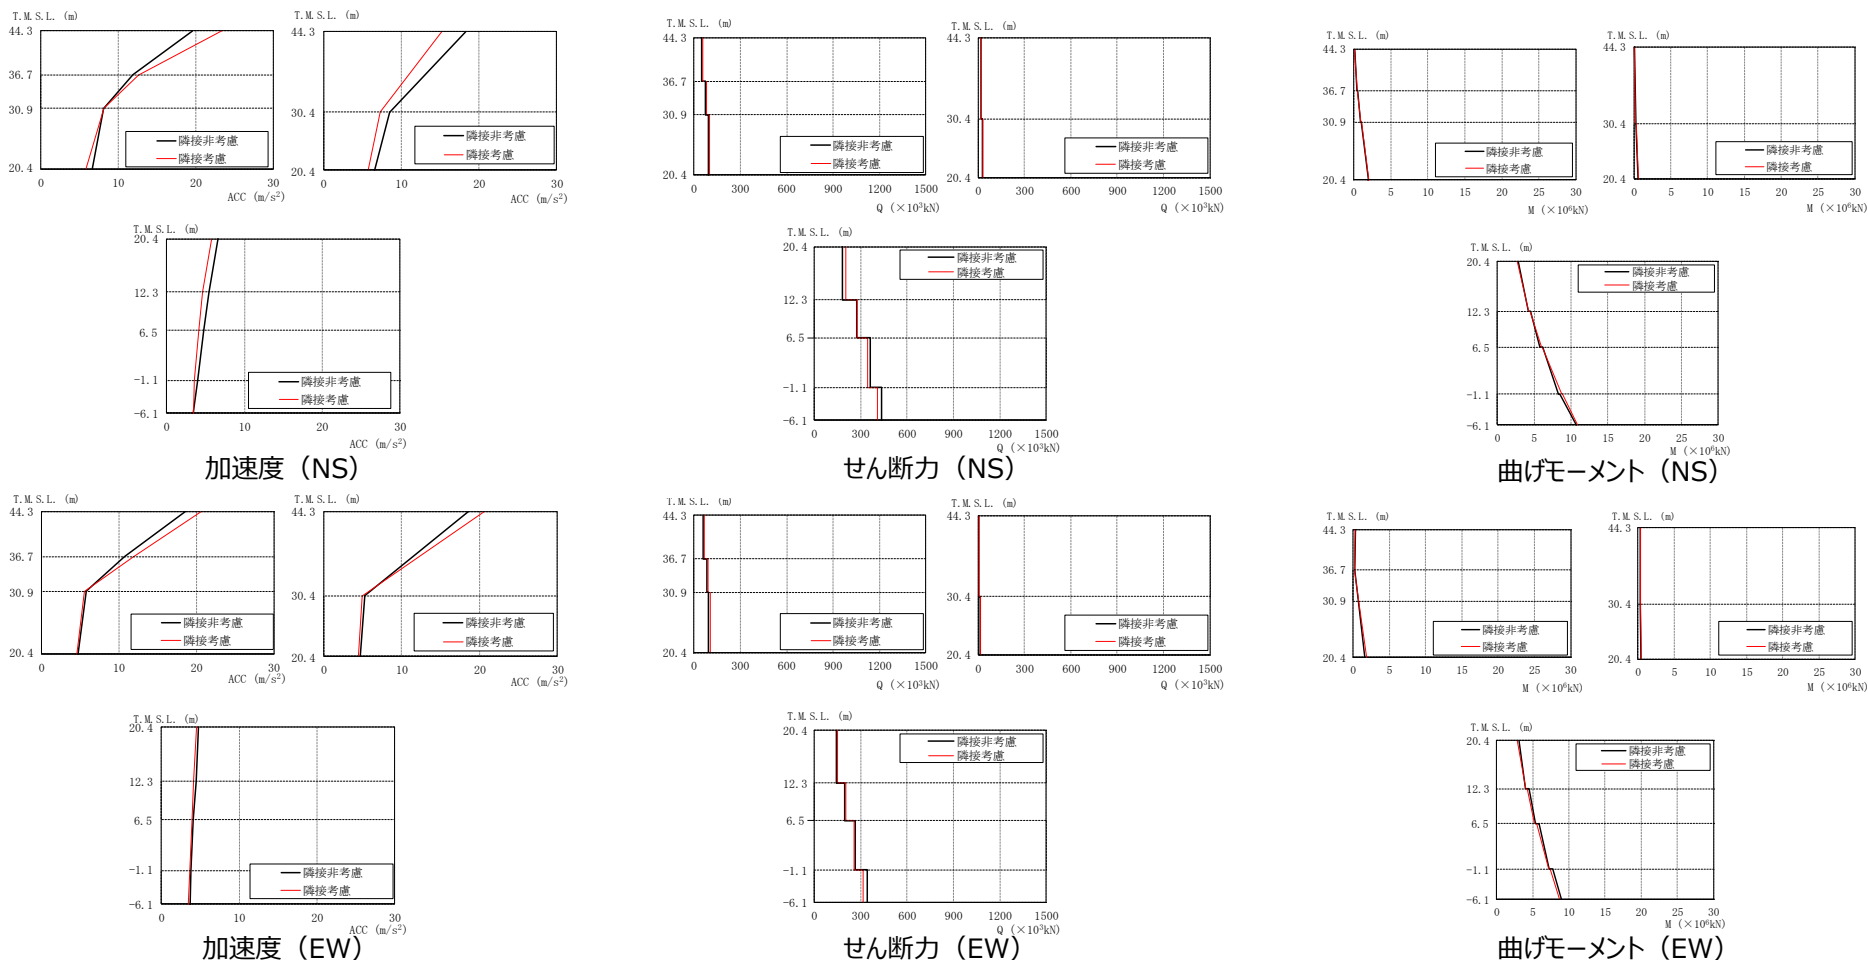 T.M.S.L. (m)
44.3
36.7
30.9
20.4
隣接非考慮
隣接考慮
0 10 20 30
ACC (m/s²)
T.M.S.L. (m)
44.3
30.4
20.4
隣接非考慮
隣接考慮
0 10 20 30
ACC (m/s²)
T.M.S.L. (m)
20.4
12.3
6.5
-1.1
-6.1
隣接非考慮
隣接考慮
0 10 20 30
ACC (m/s²)
加速度（NS）
T.M.S.L. (m)
44.3
36.7
30.9
20.4
隣接非考慮
隣接考慮
0 300 600 900 1200 1500
Q (×10³kN)
T.M.S.L. (m)
44.3
30.4
20.4
隣接非考慮
隣接考慮
0 300 600 900 1200 1500
Q (×10³kN)
T.M.S.L. (m)
20.4
12.3
6.5
-1.1
-6.1
隣接非考慮
隣接考慮
0 300 600 900 1200 1500
Q (×10³kN)
せん断力（NS）
T.M.S.L. (m)
44.3
36.7
30.9
20.4
隣接非考慮
隣接考慮
0 5 10 15 20 25 30
M (×10⁶kN)
T.M.S.L. (m)
44.3
30.4
20.4
隣接非考慮
隣接考慮
0 5 10 15 20 25 30
M (×10⁶kN)
T.M.S.L. (m)
20.4
12.3
6.5
-1.1
-6.1
隣接非考慮
隣接考慮
0 5 10 15 20 25 30
M (×10⁶kN)
曲げモーメント（NS）
T.M.S.L. (m)
44.3
36.7
30.9
20.4
隣接非考慮
隣接考慮
0 10 20 30
ACC (m/s²)
T.M.S.L. (m)
44.3
30.4
20.4
隣接非考慮
隣接考慮
0 10 20 30
ACC (m/s²)
T.M.S.L. (m)
20.4
12.3
6.5
-1.1
-6.1
隣接非考慮
隣接考慮
0 10 20 30
ACC (m/s²)
加速度（EW）
T.M.S.L. (m)
44.3
36.7
30.9
20.4
隣接非考慮
隣接考慮
0 300 600 900 1200 1500
Q (×10³kN)
T.M.S.L. (m)
44.3
30.4
20.4
隣接非考慮
隣接考慮
0 300 600 900 1200 1500
Q (×10³kN)
T.M.S.L. (m)
20.4
12.3
6.5
-1.1
-6.1
隣接非考慮
隣接考慮
0 300 600 900 1200 1500
Q (×10³kN)
せん断力（EW）
T.M.S.L. (m)
44.3
36.7
30.9
20.4
隣接非考慮
隣接考慮
0 5 10 15 20 25 30
M (×10⁶kN)
T.M.S.L. (m)
44.3
30.4
20.4
隣接非考慮
隣接考慮
0 5 10 15 20 25 30
M (×10⁶kN)
T.M.S.L. (m)
20.4
12.3
6.5
-1.1
-6.1
隣接非考慮
隣接考慮
0 5 10 15 20 25 30
M (×10⁶kN)
曲げモーメント（EW）